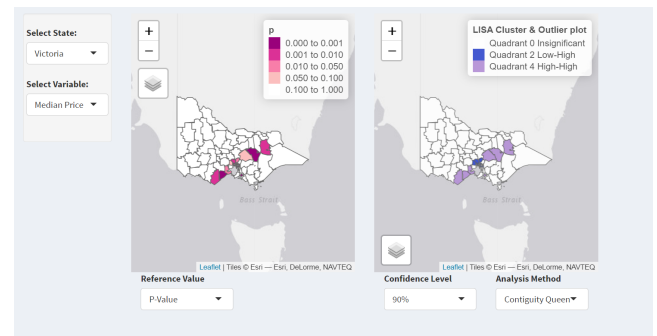 Select State:
Victoria
Select Variable:
Median Price
+
−
p
0.000 to 0.001
0.001 to 0.010
0.010 to 0.050
0.050 to 0.100
0.100 to 1.000
Bass Strait
Leaflet | Tiles © Esri — Esri, DeLorme, NAVTEQ
Reference Value
P-Value
+
−
LISA Cluster & Outlier plot
Quadrant 0 Insignificant
Quadrant 2 Low-High
Quadrant 4 High-High
Bass Strait
Leaflet | Tiles © Esri — Esri, DeLorme, NAVTEQ
Confidence Level
90%
Analysis Method
Contiguity Queen